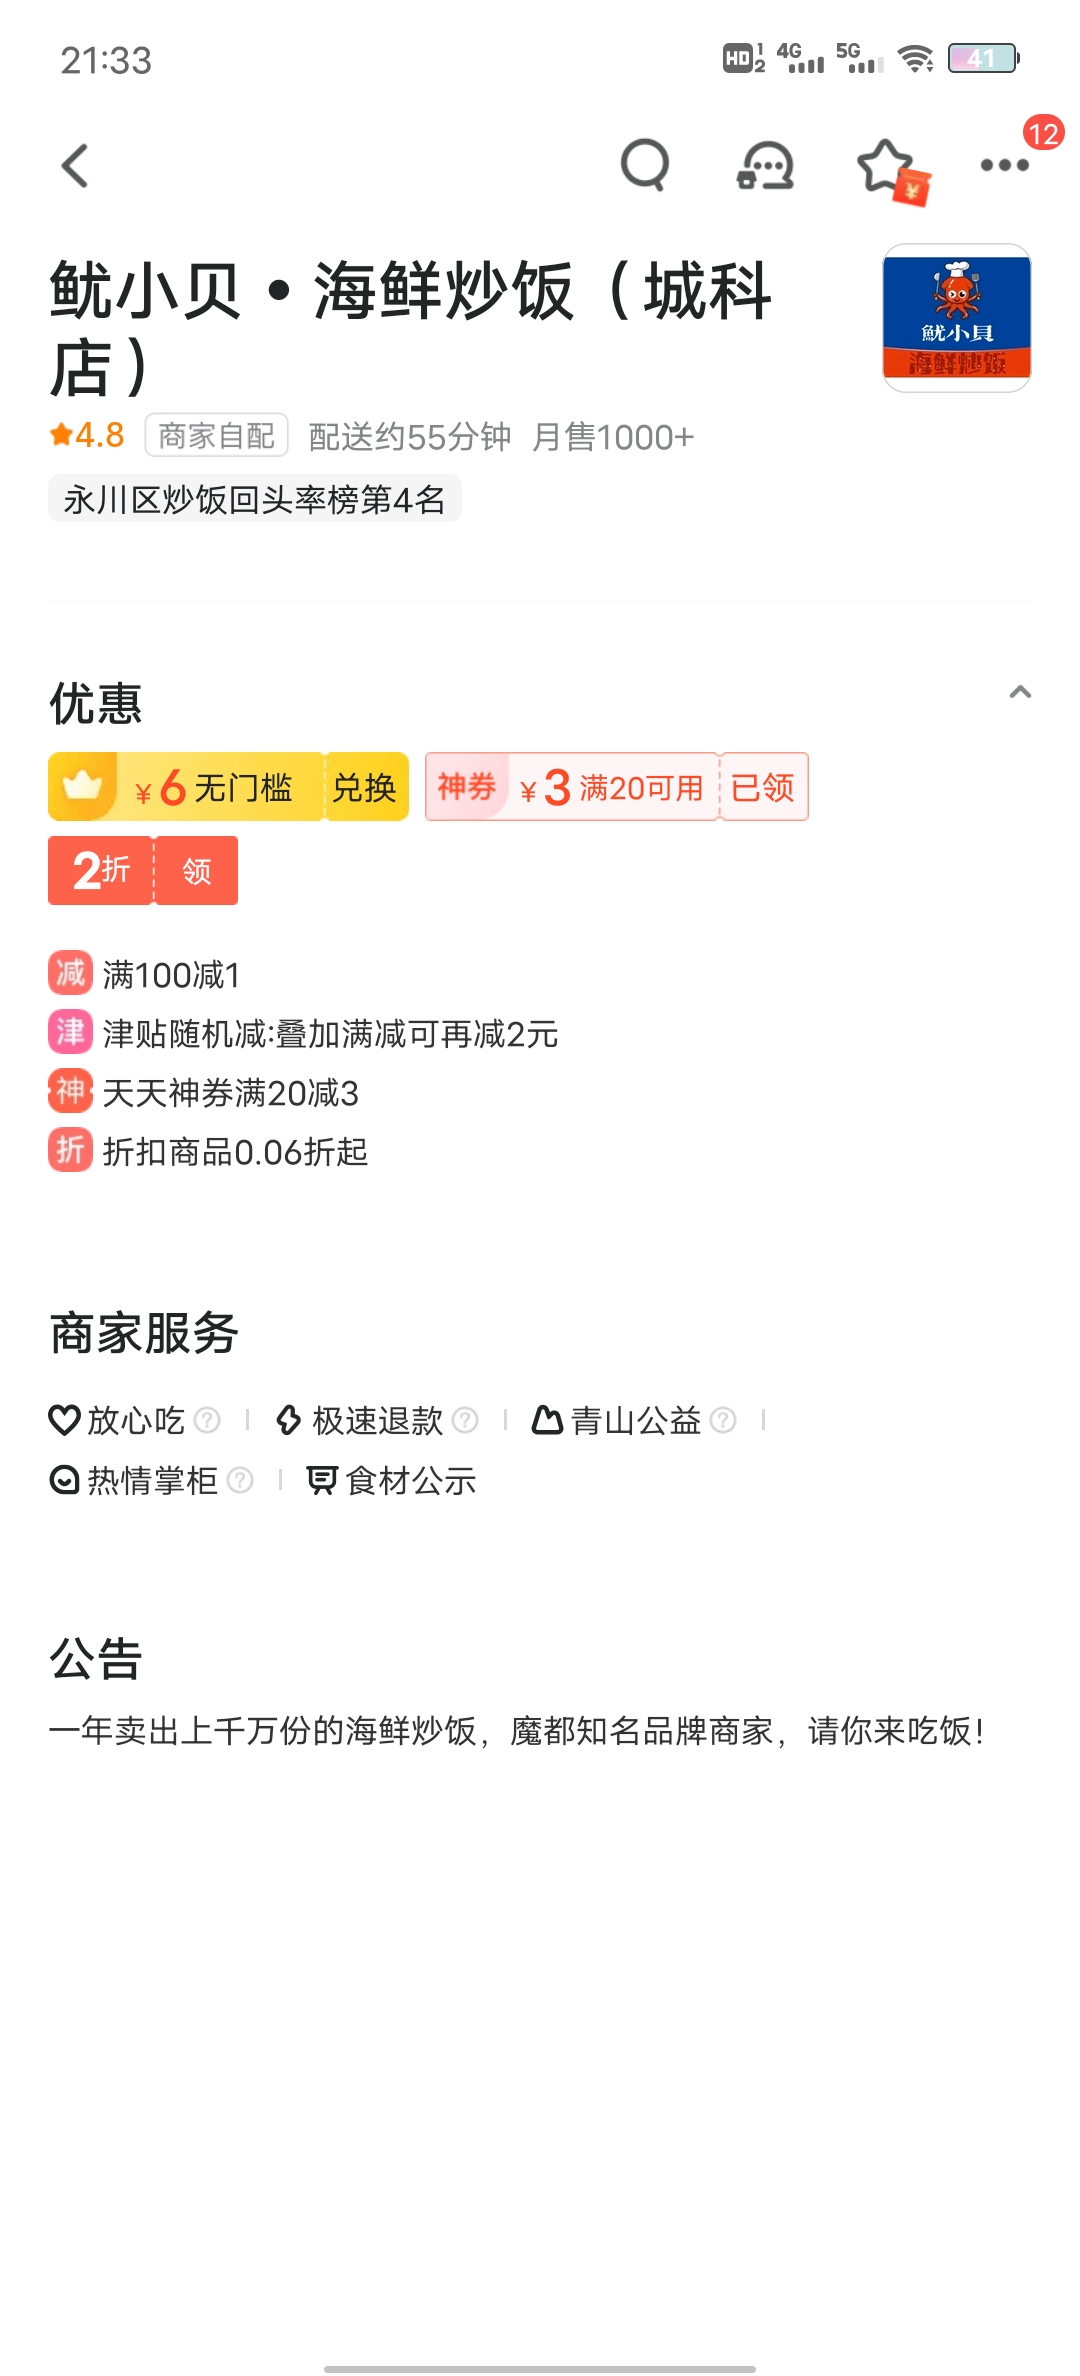 21:33
HD 1 2 4G 5G 41
12
鱿小贝•海鲜炒饭（城科
店）
鱿小貝
海鲜炒饭
4.8 商家自配 配送约55分钟 月售1000+
永川区炒饭回头率榜第4名
优惠
¥6无门槛 兑换 神券 ¥3满20可用 已领
2折 领
减 满100减1
津 津贴随机减:叠加满减可再减2元
神 天天神券满20减3
折 折扣商品0.06折起
商家服务
放心吃 极速退款 青山公益
热情掌柜 食材公示
公告
一年卖出上千万份的海鲜炒饭，魔都知名品牌商家，请你来吃饭！